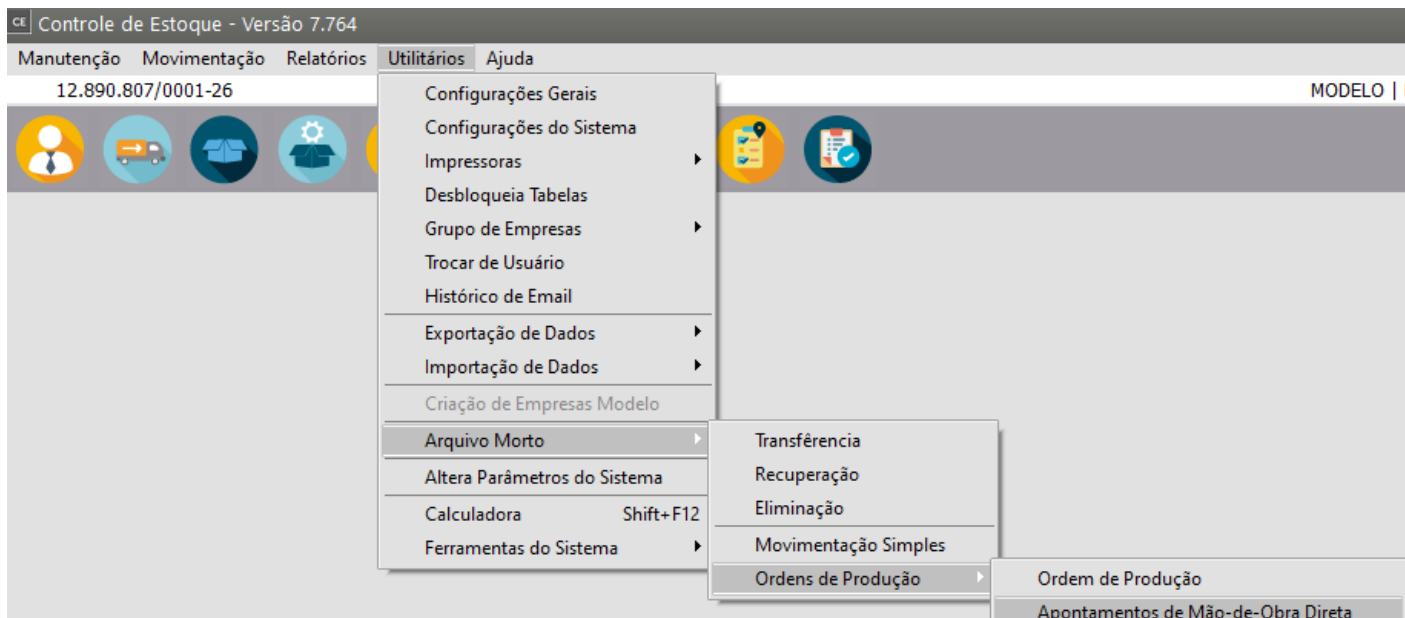 CE Controle de Estoque - Versão 7.764
Manutenção Movimentação Relatórios Utilitários Ajuda
12.890.807/0001-26 MODELO |
Configurações Gerais
Configurações do Sistema
Impressoras
Desbloqueia Tabelas
Grupo de Empresas
Trocar de Usuário
Histórico de Email
Exportação de Dados
Importação de Dados
Criação de Empresas Modelo
Arquivo Morto
Altera Parâmetros do Sistema
Calculadora Shift+F12
Ferramentas do Sistema
Transfêrencia
Recuperação
Eliminação
Movimentação Simples
Ordens de Produção
Ordem de Produção
Apontamentos de Mão-de-Obra Direta